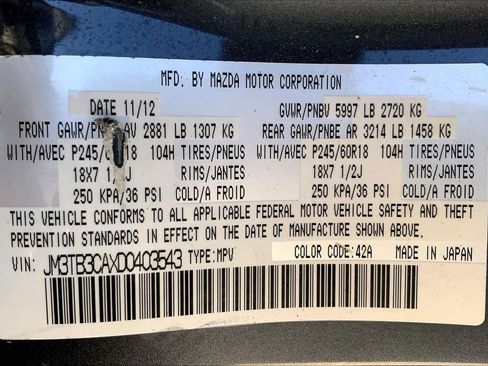 MFD. BY MAZDA MOTOR CORPORATION
DATE 11/12 GVWR/PNBV 5997 LB 2720 KG
FRONT GAWR/PN AV 2881 LB 1307 KG REAR GAWR/PNBE AR 3214 LB 1458 KG
WITH/AVEC P245/ R18 104H TIRES/PNEUS WITH/AVEC P245/60R18 104H TIRES/PNEUS
18X7 1/2J RIMS/JANTES 18X7 1/2J RIMS/JANTES
250 KPA/36 PSI COLD/A FROID 250 KPA/36 PSI COLD/A FROID
THIS VEHICLE CONFORMS TO ALL APPLICABLE FEDERAL MOTOR VEHICLE SAFETY AND THEFT
PREVENTION STANDARDS IN EFFECT ON THE DATE OF MANUFACTURE SHOWN ABOVE.
VIN: JM3TB3CAXD0403543 TYPE: MPV COLOR CODE:42A MADE IN JAPAN